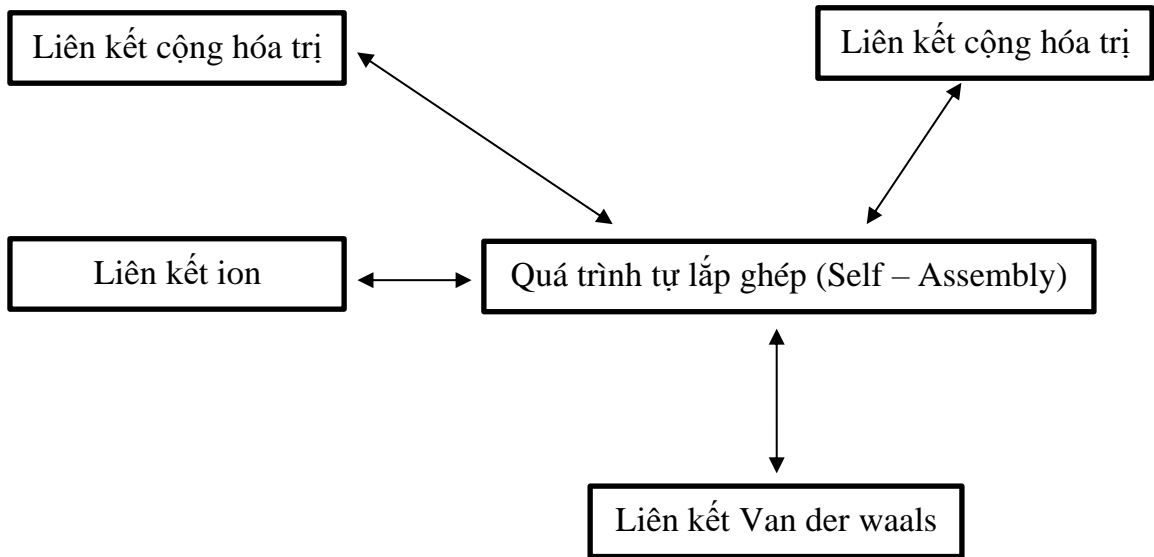 Liên kết cộng hóa trị
Liên kết cộng hóa trị
Liên kết ion
Quá trình tự lắp ghép (Self – Assembly)
Liên kết Van der waals